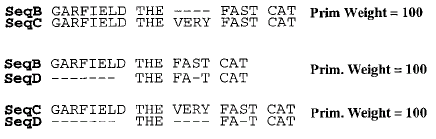 SeqB GARFIELD THE ---- FAST CAT Prim Weight = 100
SeqC GARFIELD THE VERY FAST CAT
SeqB GARFIELD THE FAST CAT Prim. Weight = 100
SeqD -------- THE FA-T CAT
SeqC GARFIELD THE VERY FAST CAT Prim. Weight = 100
SeqD -------- THE ---- FA-T CAT